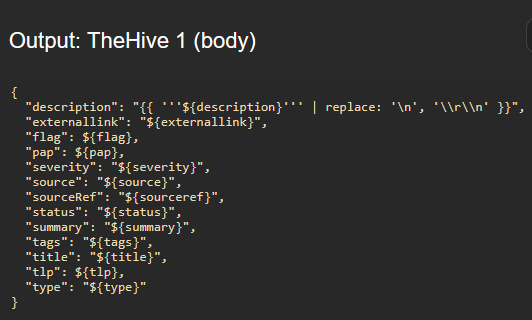 Output: TheHive 1 (body)
{
  "description": "{{ '''${description}''' | replace: '\n', '\\r\\n' }}",
  "externallink": "${externallink}",
  "flag": ${flag},
  "pap": ${pap},
  "severity": "${severity}",
  "source": "${source}",
  "sourceRef": "${sourceref}",
  "status": "${status}",
  "summary": "${summary}",
  "tags": "${tags}",
  "title": "${title}",
  "tlp": ${tlp},
  "type": "${type}"
}